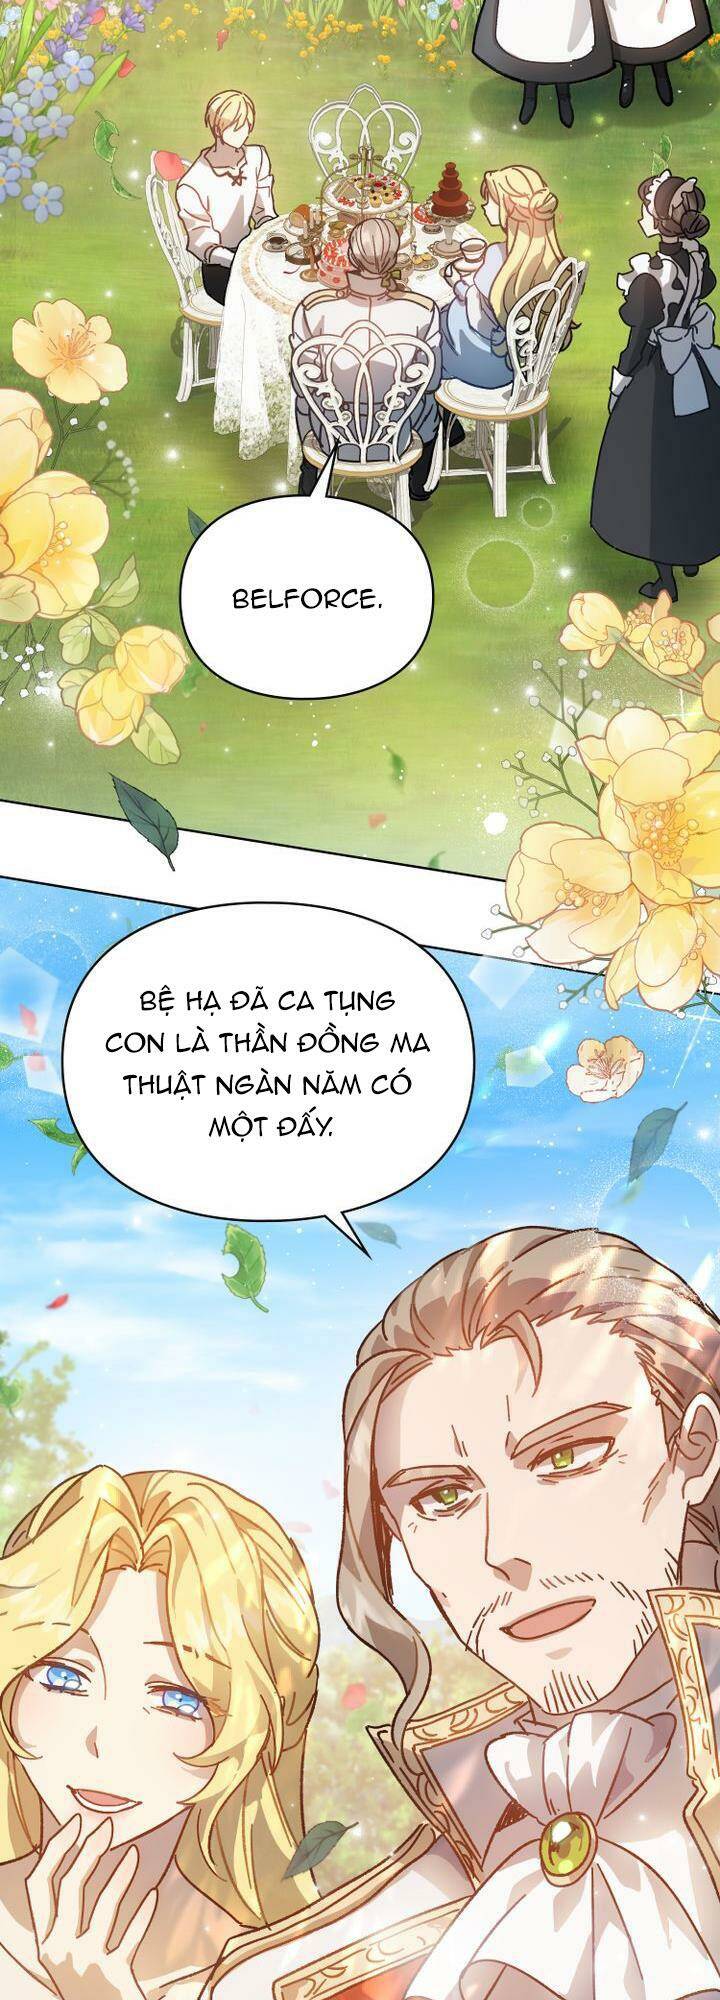 BELFORCE.
BỆ HẠ ĐÃ CA TỤNG
CON LÀ THẦN ĐỒNG MA
THUẬT NGÀN NĂM CÓ
MỘT ĐẤY.